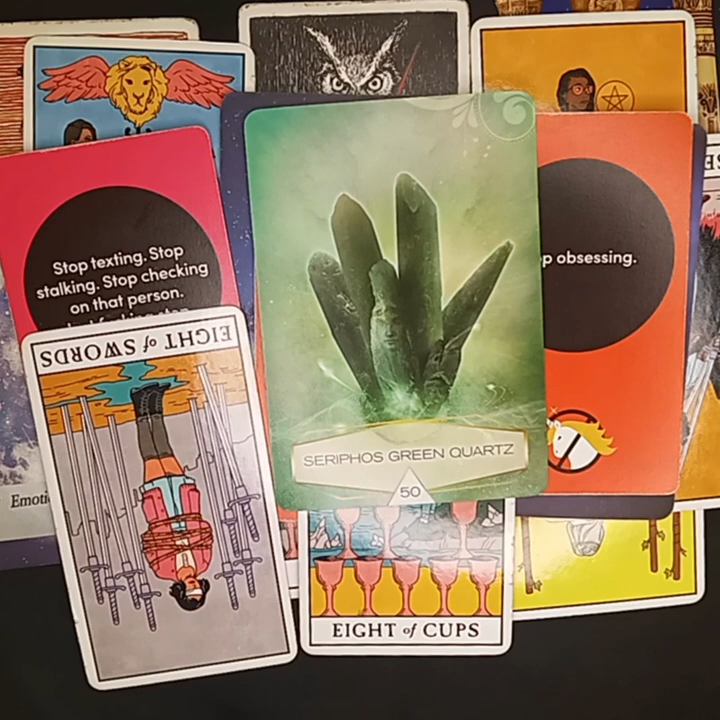 Stop texting. Stop
stalking. Stop checking
on that person.
p obsessing.
EIGHT of SWORDS
SERIPHOS GREEN QUARTZ
50
Emotio
EIGHT of CUPS